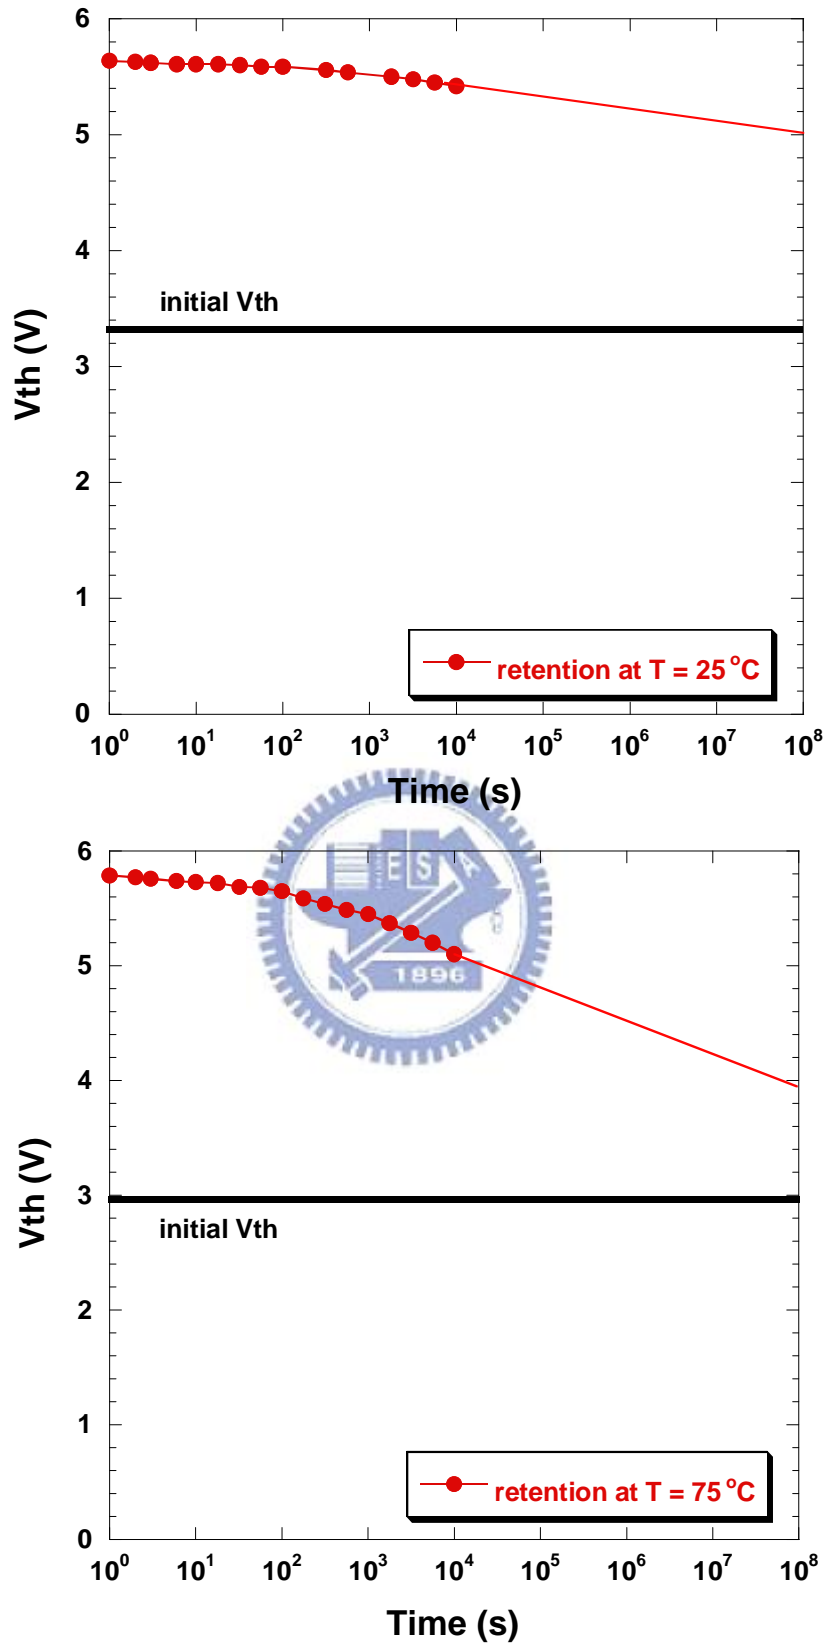 6
5
4
3
2
1
0
Vth (V)
initial Vth
retention at T = 25 °C
10⁰ 10¹ 10² 10³ 10⁴ 10⁵ 10⁶ 10⁷ 10⁸
Time (s)
E S A
1896
6
5
4
3
2
1
0
Vth (V)
initial Vth
retention at T = 75 °C
10⁰ 10¹ 10² 10³ 10⁴ 10⁵ 10⁶ 10⁷ 10⁸
Time (s)